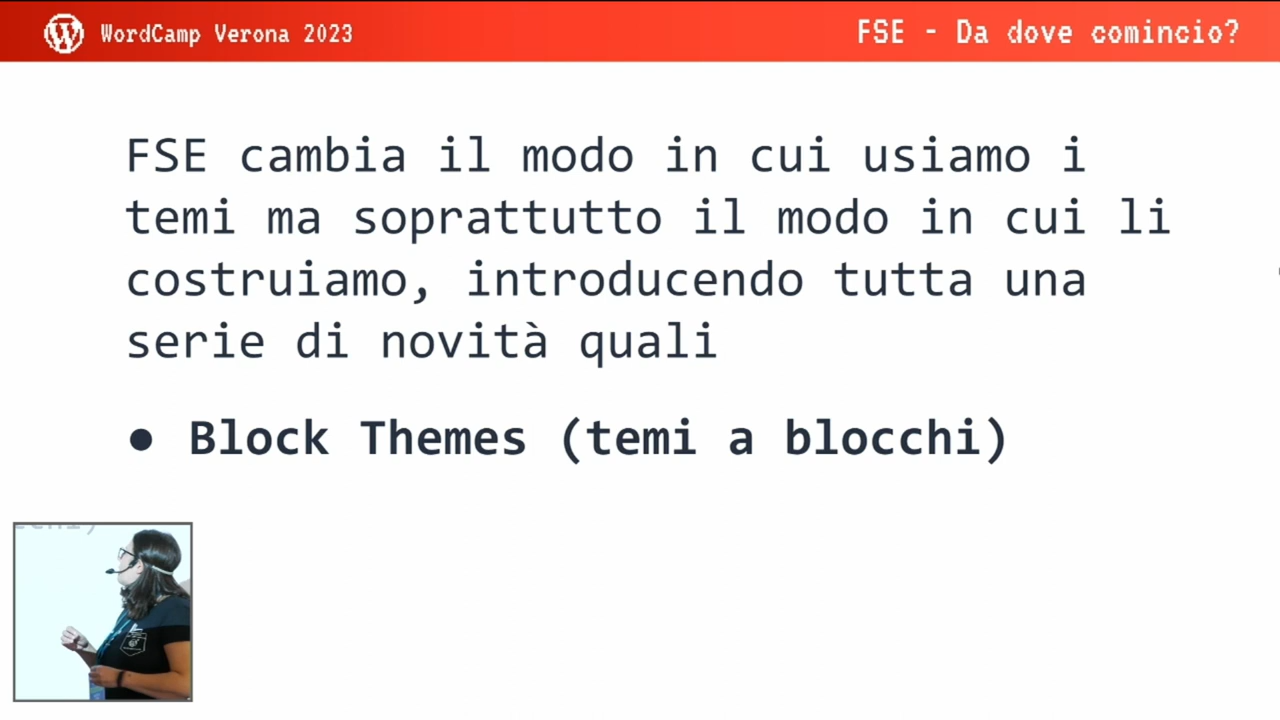 WordCamp Verona 2023
FSE - Da dove comincio?
FSE cambia il modo in cui usiamo i
temi ma soprattutto il modo in cui li
costruiamo, introducendo tutta una
serie di novità quali
● Block Themes (temi a blocchi)